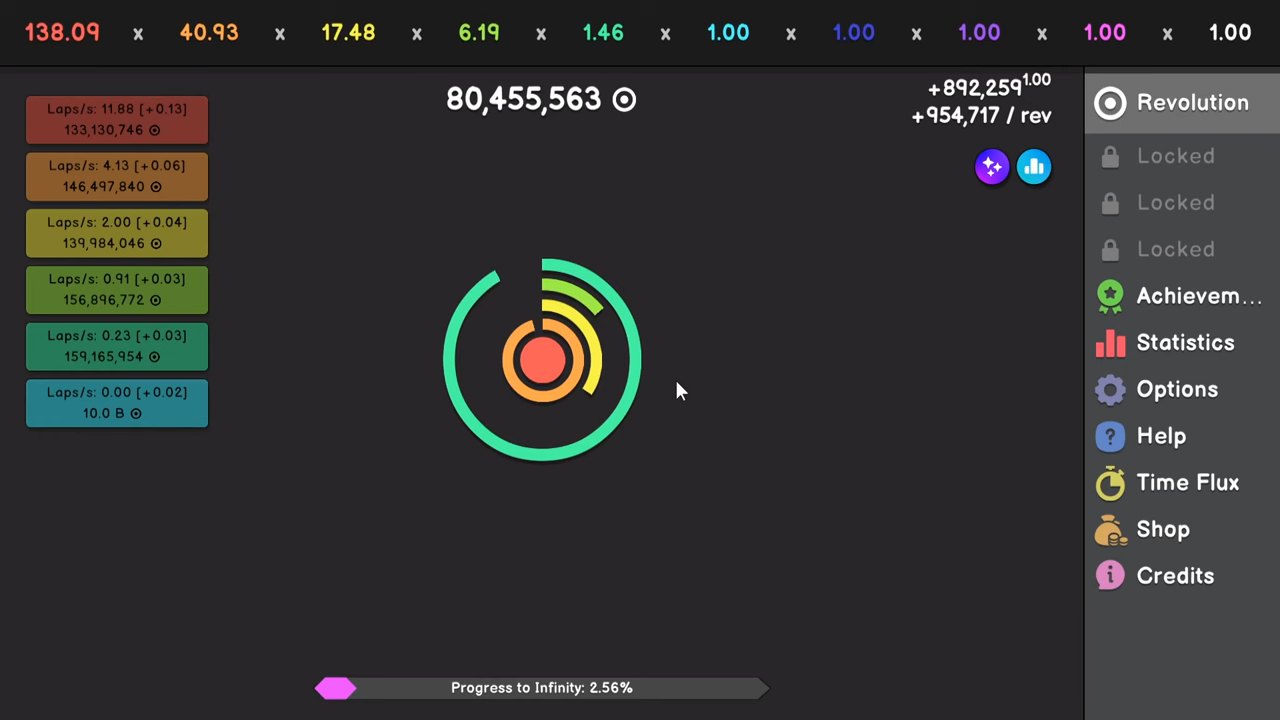 138.09 x 40.93 x 17.48 x 6.19 x 1.46 x 1.00 x 1.00 x 1.00 x 1.00 x 1.00
80,455,563
+892,259^1.00
+954,717 / rev
Laps/s: 11.88 [+0.13]
133,130,746
Laps/s: 4.13 [+0.06]
146,497,840
Laps/s: 2.00 [+0.04]
139,984,046
Laps/s: 0.91 [+0.03]
156,896,772
Laps/s: 0.23 [+0.03]
159,165,954
Laps/s: 0.00 [+0.02]
10.0 B
Progress to Infinity: 2.56%
Revolution
Locked
Locked
Locked
Achievem...
Statistics
Options
Help
Time Flux
Shop
Credits